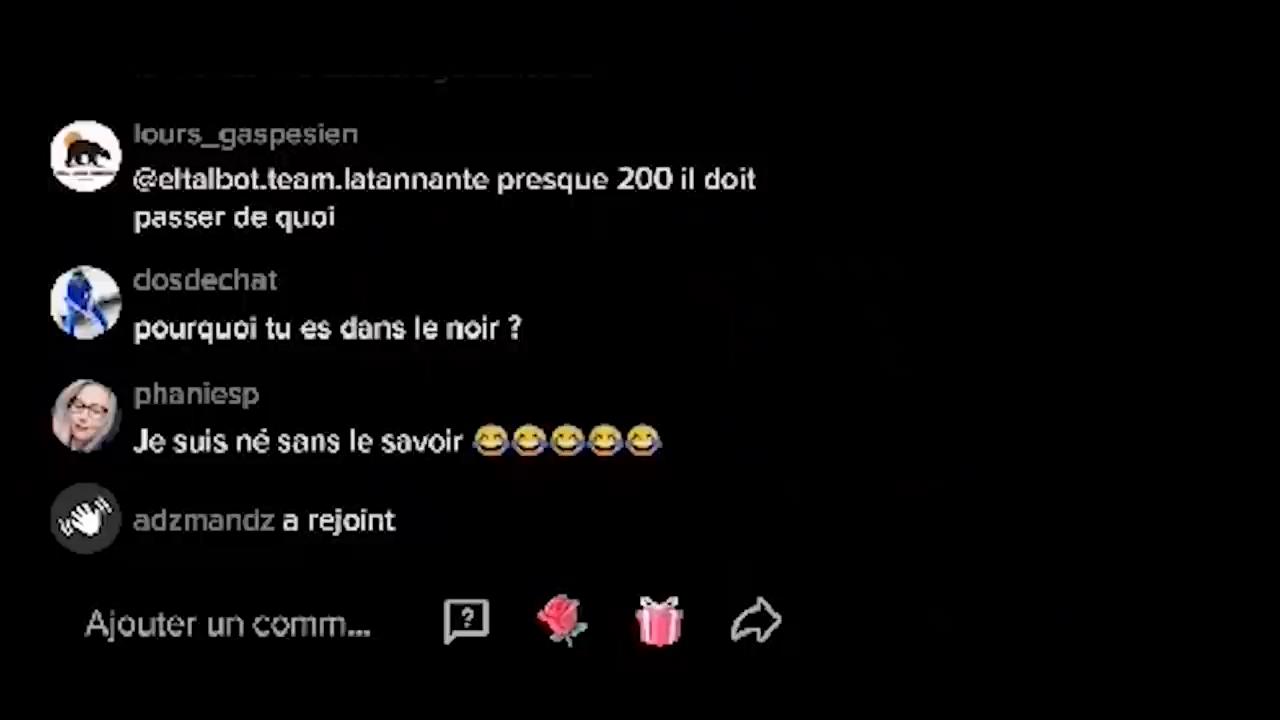 lours_gaspesien
@eltalbot.team.latannante presque 200 il doit
passer de quoi
dosdechat
pourquoi tu es dans le noir ?
phaniesp
Je suis né sans le savoir 😂😂😂😂😂
adzmandz a rejoint
Ajouter un comm...